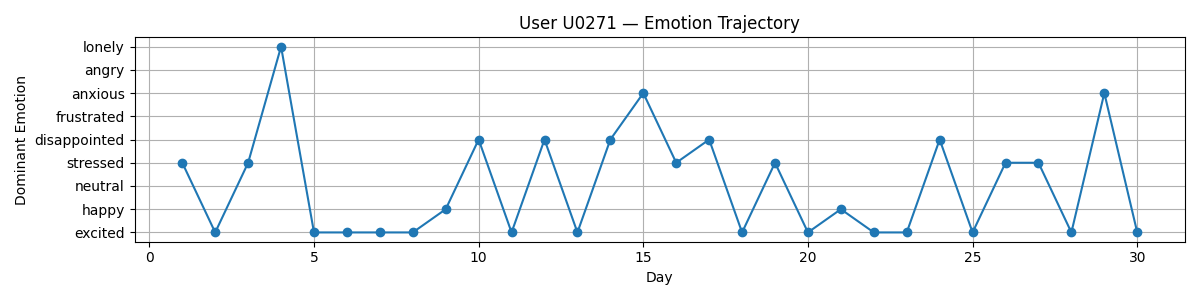 User U0271 — Emotion Trajectory
Dominant Emotion
lonely
angry
anxious
frustrated
disappointed
stressed
neutral
happy
excited
0 5 10 15 20 25 30
Day